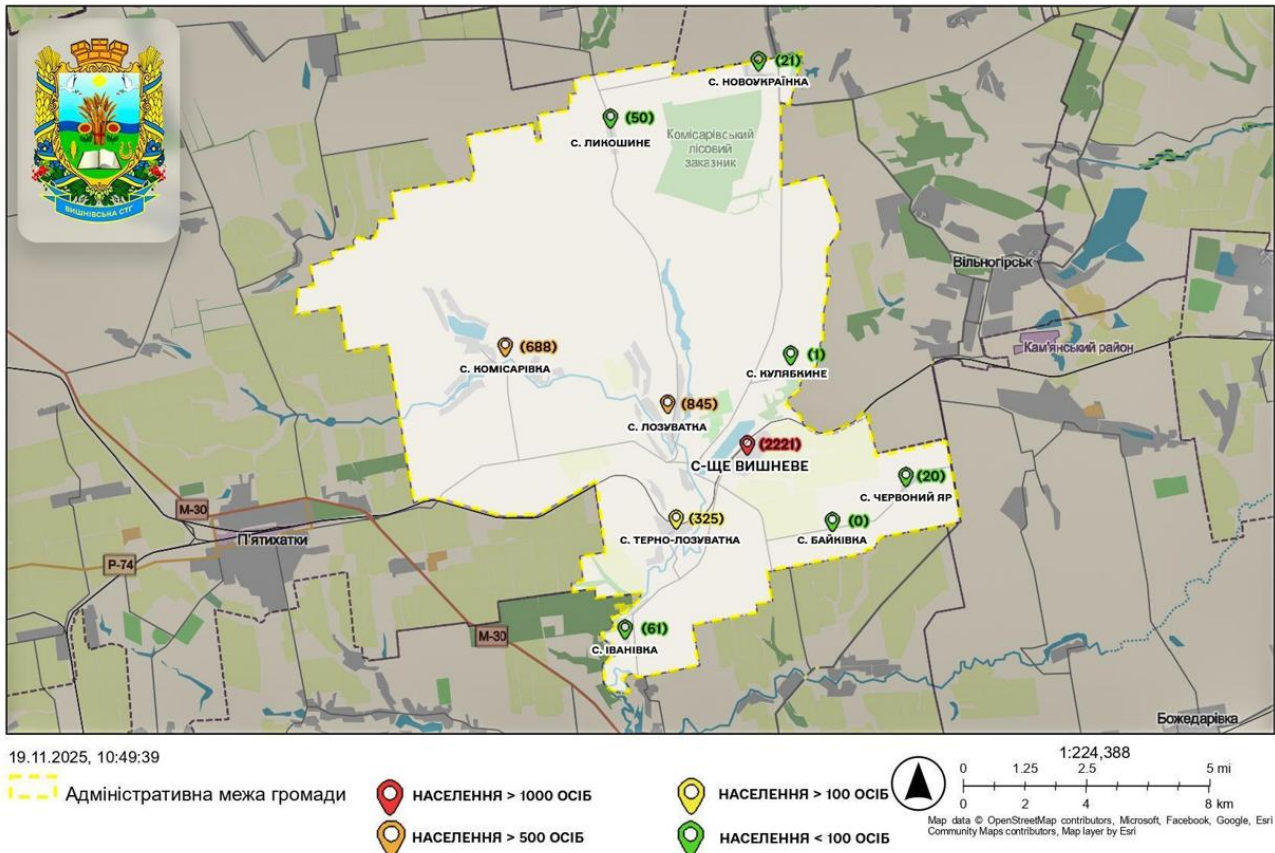 ВИШНІВСЬКА СТГ
(21)
С. НОВОУКРАЇНКА
(50)
С. ЛИКОШИНЕ
Комісарівський
лісовий
заказник
Вільногірськ
Кам'янський район
(688)
С. КОМІСАРІВКА
(1)
С. КУЛЯБКИНЕ
(845)
С. ЛОЗУВАТКА
(2221)
С-ЩЕ ВИШНЕВЕ
(20)
С. ЧЕРВОНИЙ ЯР
(325)
С. ТЕРНО-ЛОЗУВАТКА
(0)
С. БАЙКІВКА
М-30
П'ятихатки
Р-74
М-30
(61)
С. ІВАНІВКА
Божедарівка
19.11.2025, 10:49:39
Адміністративна межа громади
НАСЕЛЕННЯ > 1000 ОСІБ
НАСЕЛЕННЯ > 500 ОСІБ
НАСЕЛЕННЯ > 100 ОСІБ
НАСЕЛЕННЯ < 100 ОСІБ
1:224,388
0 1.25 2.5 5 mi
0 2 4 8 km
Map data © OpenStreetMap contributors, Microsoft, Facebook, Google, Esri
Community Maps contributors, Map layer by Esri